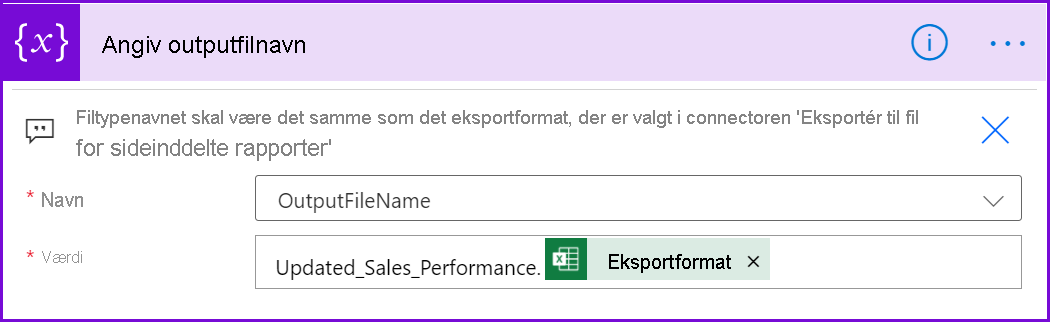 {x} Angiv outputfilnavn
Filtypenavnet skal være det samme som det eksportformat, der er valgt i connectoren 'Eksportér til fil
for sideinddelte rapporter'
* Navn
OutputFileName
* Værdi
Updated_Sales_Performance. Eksportformat ×